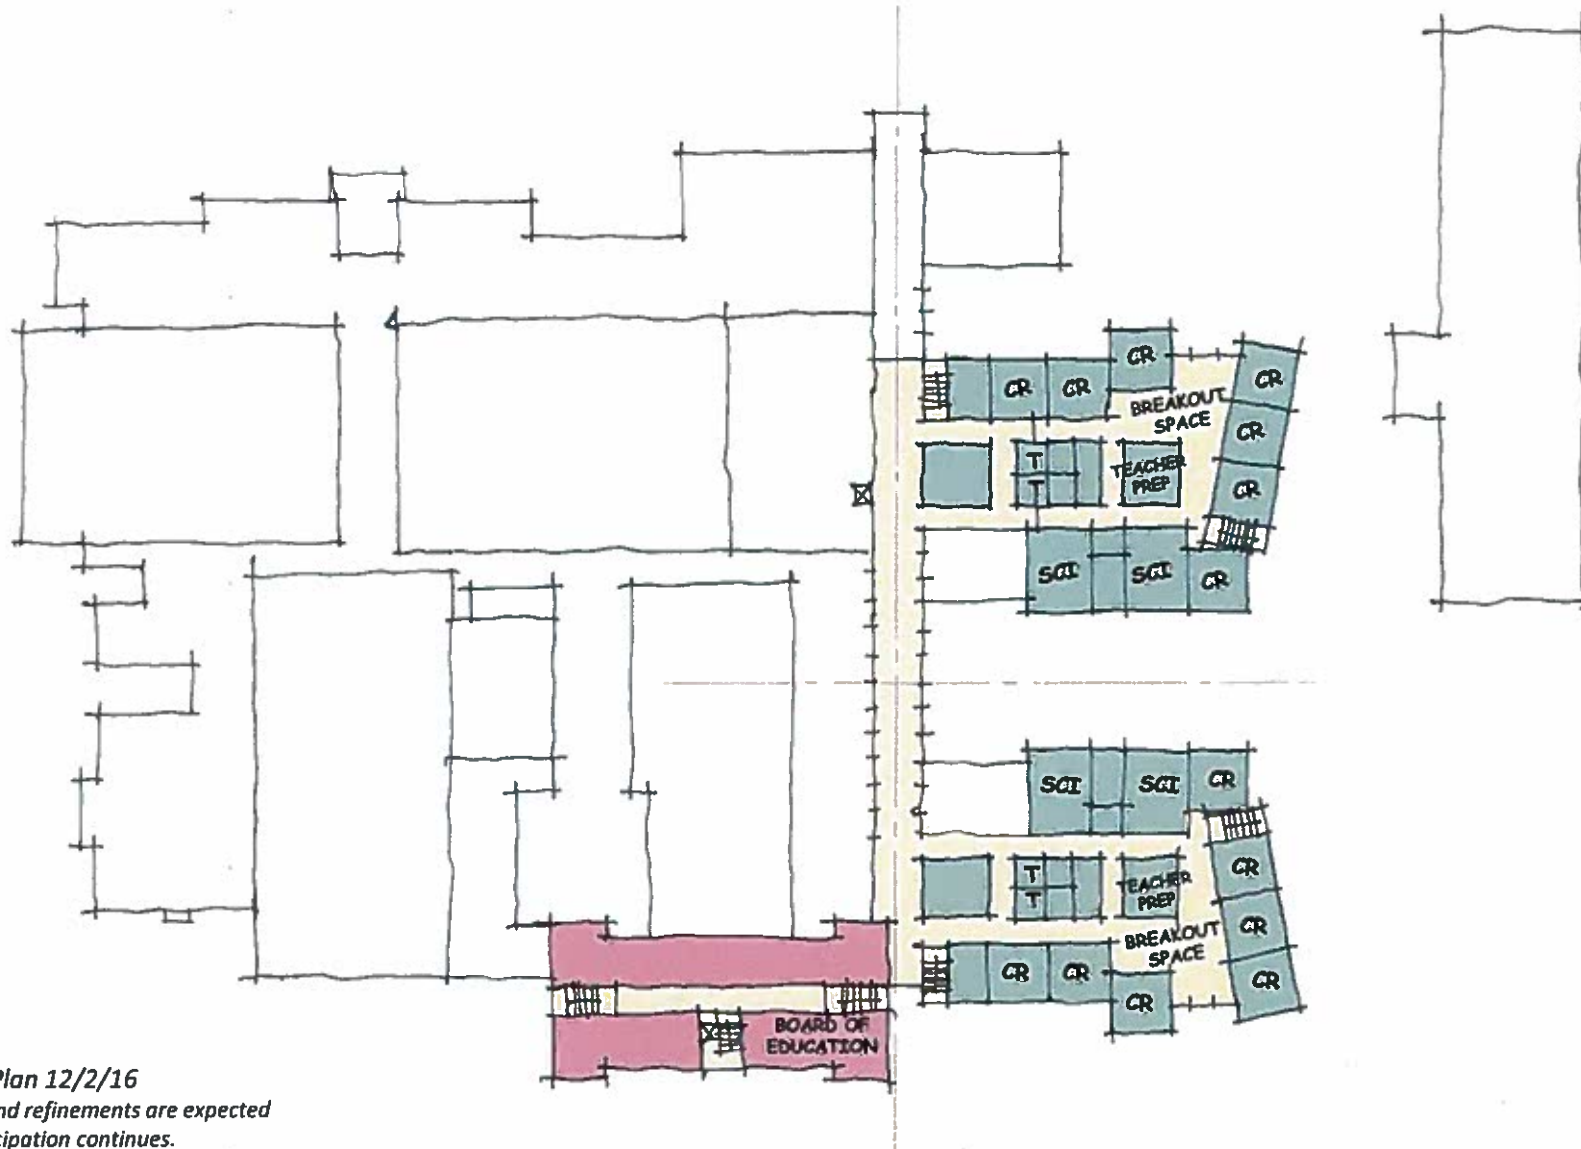 CR
CR
CR
CR
BREAKOUT
SPACE
CR
T
T
TEACHER
PREP
CR
SCI
SCI
CR
SCI
SCI
CR
T
T
TEACHER
PREP
CR
BREAKOUT
SPACE
CR
CR
CR
CR
CR
BOARD OF
EDUCATION
Plan 12/2/16
nd refinements are expected
cipation continues.